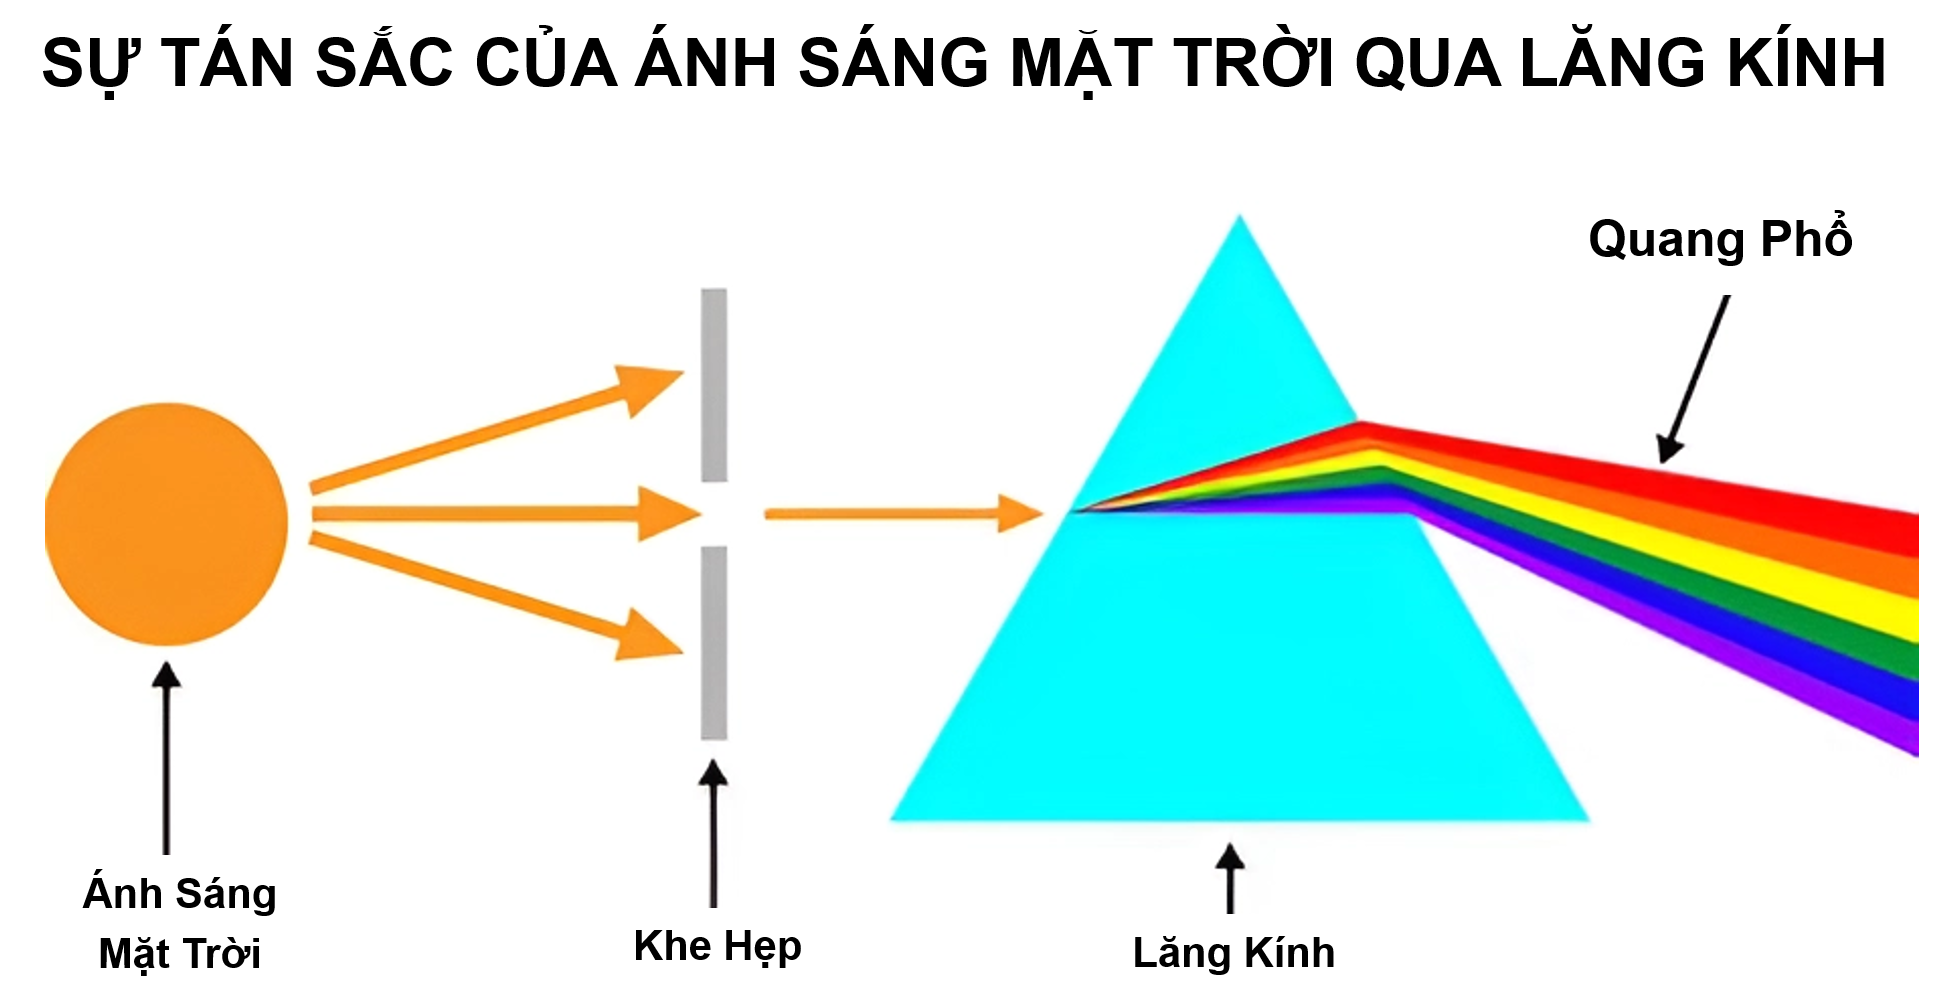 SỰ TÁN SẮC CỦA ÁNH SÁNG MẶT TRỜI QUA LĂNG KÍNH
Quang Phổ
Ánh Sáng
Mặt Trời
Khe Hẹp
Lăng Kính